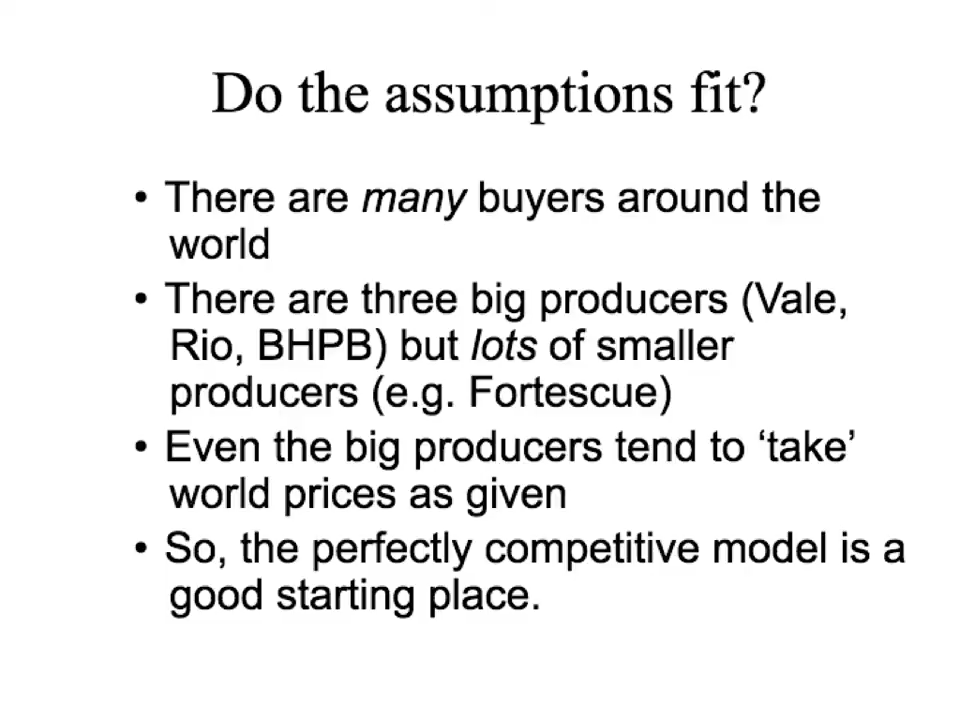 Do the assumptions fit?
• There are many buyers around the
world
• There are three big producers (Vale,
Rio, BHPB) but lots of smaller
producers (e.g. Fortescue)
• Even the big producers tend to ‘take’
world prices as given
• So, the perfectly competitive model is a
good starting place.